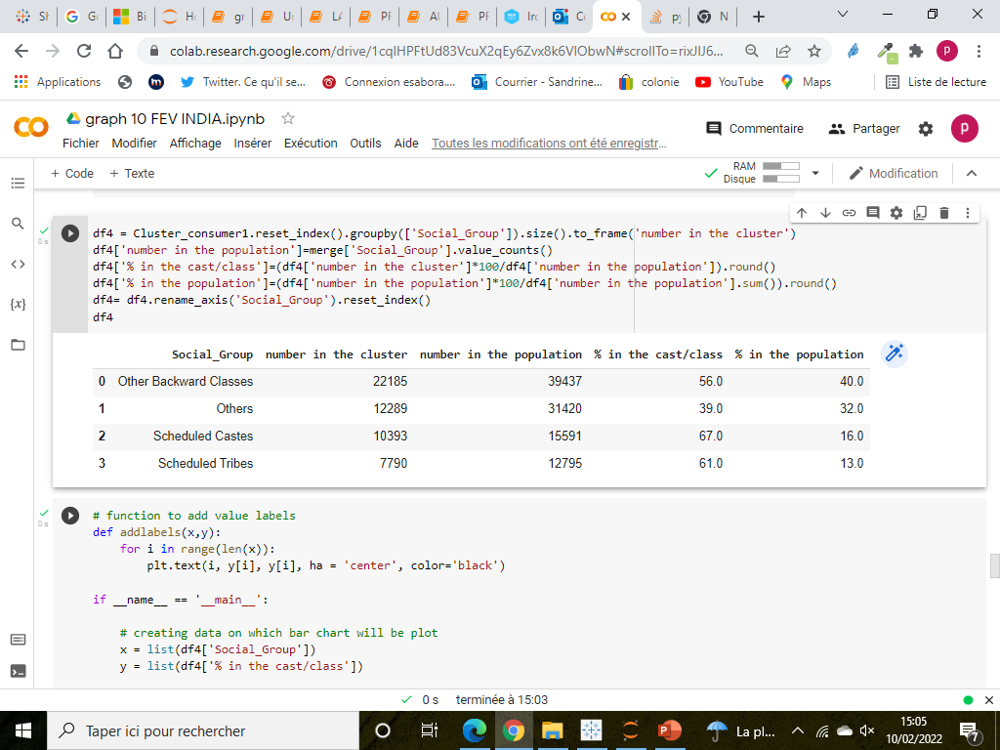 Sh
G
Bi
H
gr
U
L/
PF
Al
PF
Irc
C
py
N
colab.research.google.com/drive/1cqlHPFtUd83VcuX2qEy6Zvx8k6VIObwN#scrollTo=rixJIJ6...
P
Applications
m
Twitter. Ce qu'il se...
Connexion esabora....
Courrier - Sandrine...
colonie
YouTube
Maps
Liste de lecture
graph 10 FEV INDIA.ipynb
Commentaire
Partager
P
Fichier Modifier Affichage Insérer Exécution Outils Aide Toutes les modifications ont été enregistr...
+ Code + Texte
RAM
Disque
Modification
0 s
df4 = Cluster_consumer1.reset_index().groupby(['Social_Group']).size().to_frame('number in the cluster')
df4['number in the population']=merge['Social_Group'].value_counts()
df4['% in the cast/class']=(df4['number in the cluster']*100/df4['number in the population']).round()
df4['% in the population']=(df4['number in the population']*100/df4['number in the population'].sum()).round()
df4= df4.rename_axis('Social_Group').reset_index()
df4
Social_Group number in the cluster number in the population % in the cast/class % in the population
0 Other Backward Classes 22185 39437 56.0 40.0
1 Others 12289 31420 39.0 32.0
2 Scheduled Castes 10393 15591 67.0 16.0
3 Scheduled Tribes 7790 12795 61.0 13.0
0 s
# function to add value labels
def addlabels(x,y):
for i in range(len(x)):
plt.text(i, y[i], y[i], ha = 'center', color='black')
if __name__ == '__main__':
# creating data on which bar chart will be plot
x = list(df4['Social_Group'])
y = list(df4['% in the cast/class'])
0 s terminée à 15:03
Taper ici pour rechercher
La pl...
15:05
10/02/2022
7